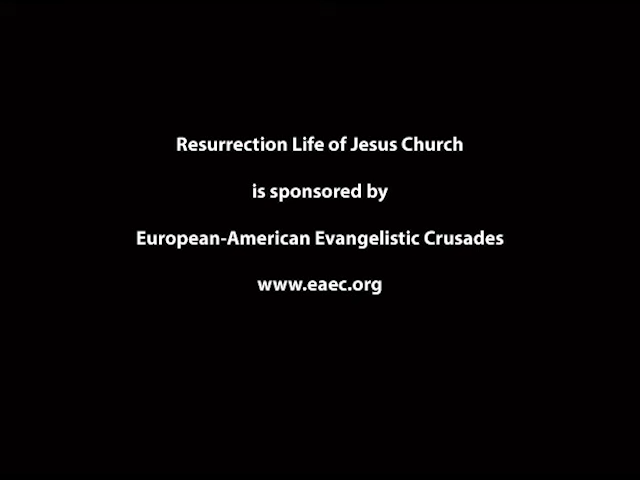 Resurrection Life of Jesus Church
is sponsored by
European-American Evangelistic Crusades
www.eaec.org